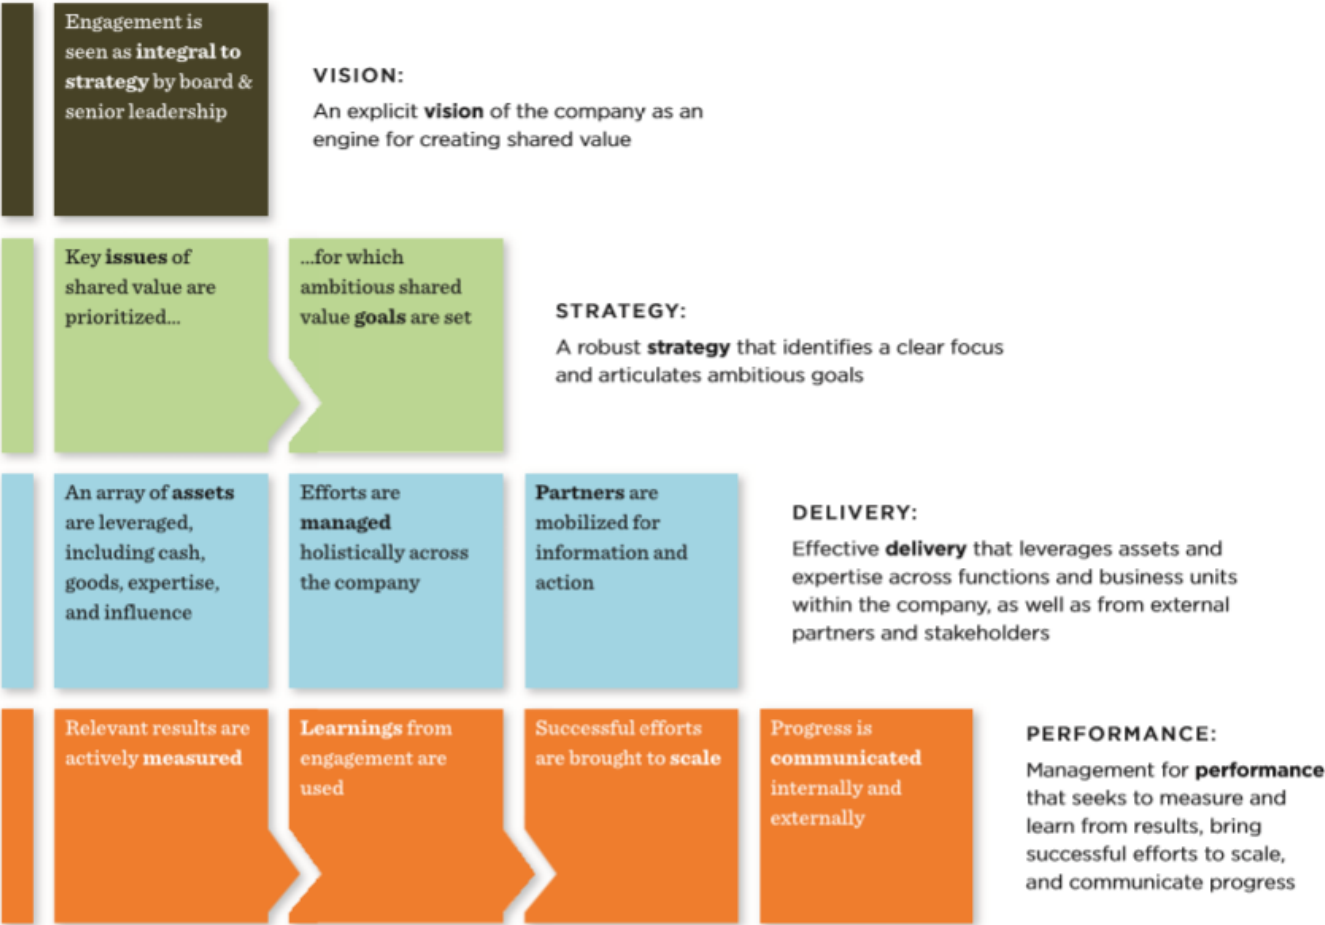 Engagement is
seen as integral to
strategy by board &
senior leadership
VISION:
An explicit vision of the company as an
engine for creating shared value
Key issues of
shared value are
prioritized...
...for which
ambitious shared
value goals are set
STRATEGY:
A robust strategy that identifies a clear focus
and articulates ambitious goals
An array of assets
are leveraged,
including cash,
goods, expertise,
and influence
Efforts are
managed
holistically across
the company
Partners are
mobilized for
information and
action
DELIVERY:
Effective delivery that leverages assets and
expertise across functions and business units
within the company, as well as from external
partners and stakeholders
Relevant results are
actively measured
Learnings from
engagement are
used
Successful efforts
are brought to scale
Progress is
communicated
internally and
externally
PERFORMANCE:
Management for performance
that seeks to measure and
learn from results, bring
successful efforts to scale,
and communicate progress